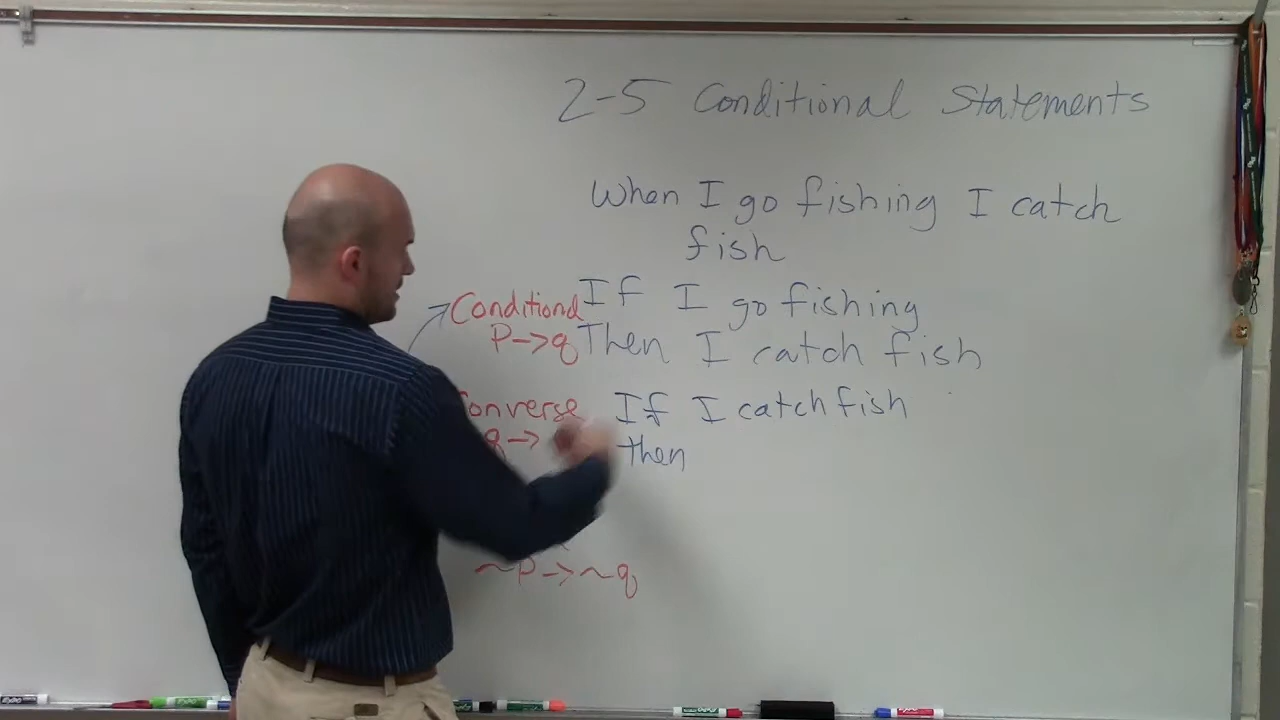 2-5 Conditional Statements
When I go fishing I catch
fish
Conditional If I go fishing
P→q Then I catch fish
Converse If I catch fish
q→ then
~P→~q